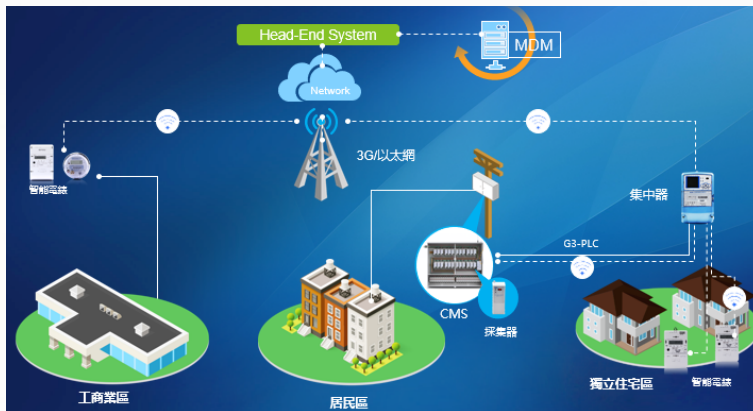 Head-End System
MDM
Network
3G/以太網
智能電錶
集中器
G3-PLC
CMS
採集器
工商業區
居民區
獨立住宅區
智能電錶